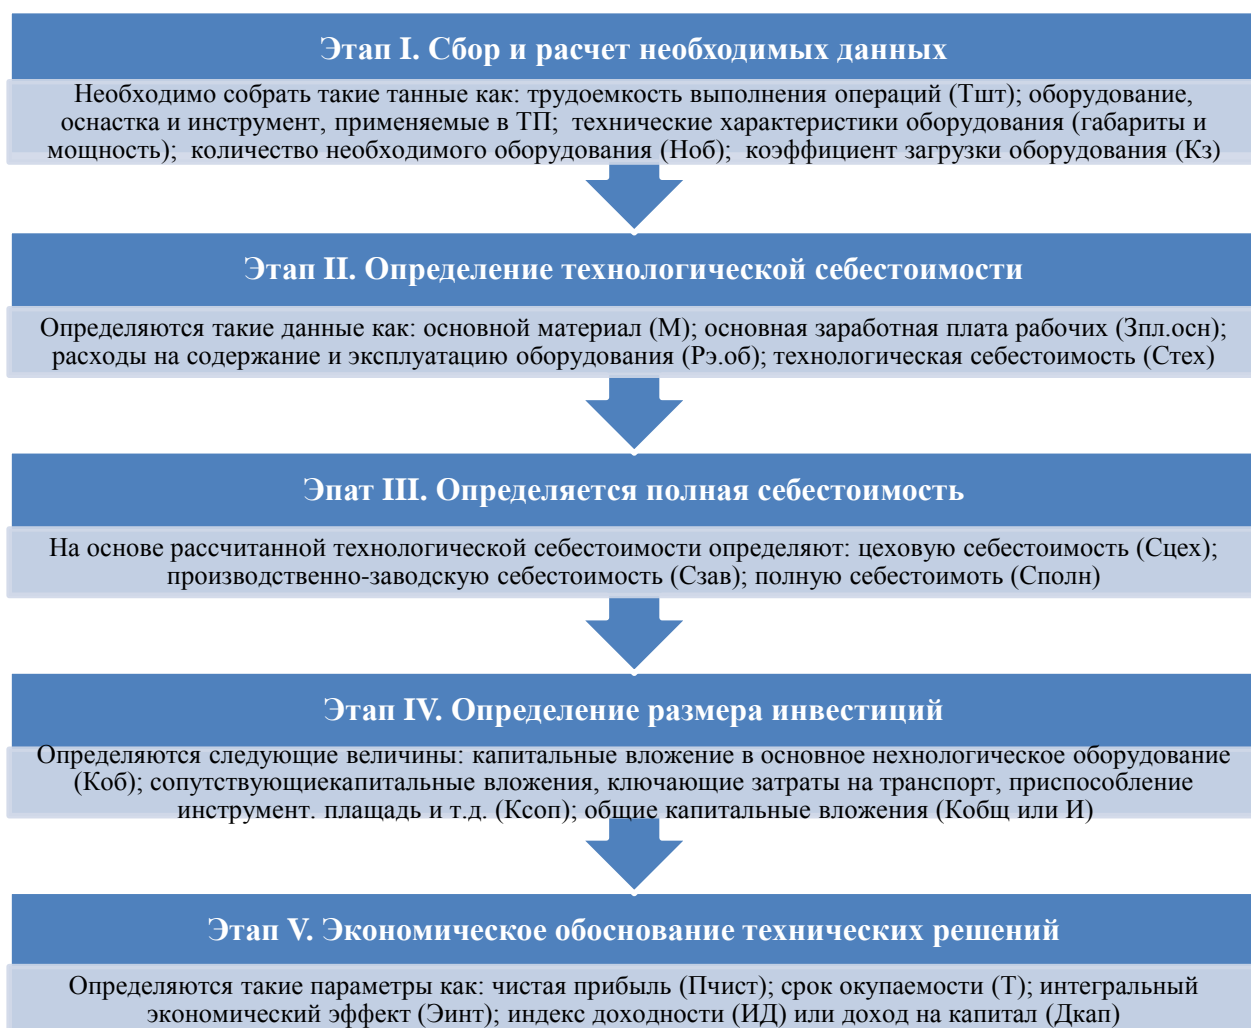 Этап I. Сбор и расчет необходимых данных
Необходимо собрать такие танные как: трудоемкость выполнения операций (Тшт); оборудование,
оснастка и инструмент, применяемые в ТП; технические характеристики оборудования (габариты и
мощность); количество необходимого оборудования (Ноб); коэффициент загрузки оборудования (Кз)
Этап II. Определение технологической себестоимости
Определяются такие данные как: основной материал (М); основная заработная плата рабочих (Зпл.осн);
расходы на содержание и эксплуатацию оборудования (Рэ.об); технологическая себестоимость (Стех)
Эпат III. Определяется полная себестоимость
На основе рассчитанной технологической себестоимости определяют: цеховую себестоимость (Сцех);
производственно-заводскую себестоимость (Сзав); полную себестоимоть (Сполн)
Этап IV. Определение размера инвестиций
Определяются следующие величины: капитальные вложение в основное нехнологическое оборудование
(Коб); сопутствующиекапитальные вложения, ключающие затраты на транспорт, приспособление
инструмент. плащадь и т.д. (Ксоп); общие капитальные вложения (Кобщ или И)
Этап V. Экономическое обоснование технических решений
Определяются такие параметры как: чистая прибыль (Пчист); срок окупаемости (Т); интегральный
экономический эффект (Эинт); индекс доходности (ИД) или доход на капитал (Дкап)